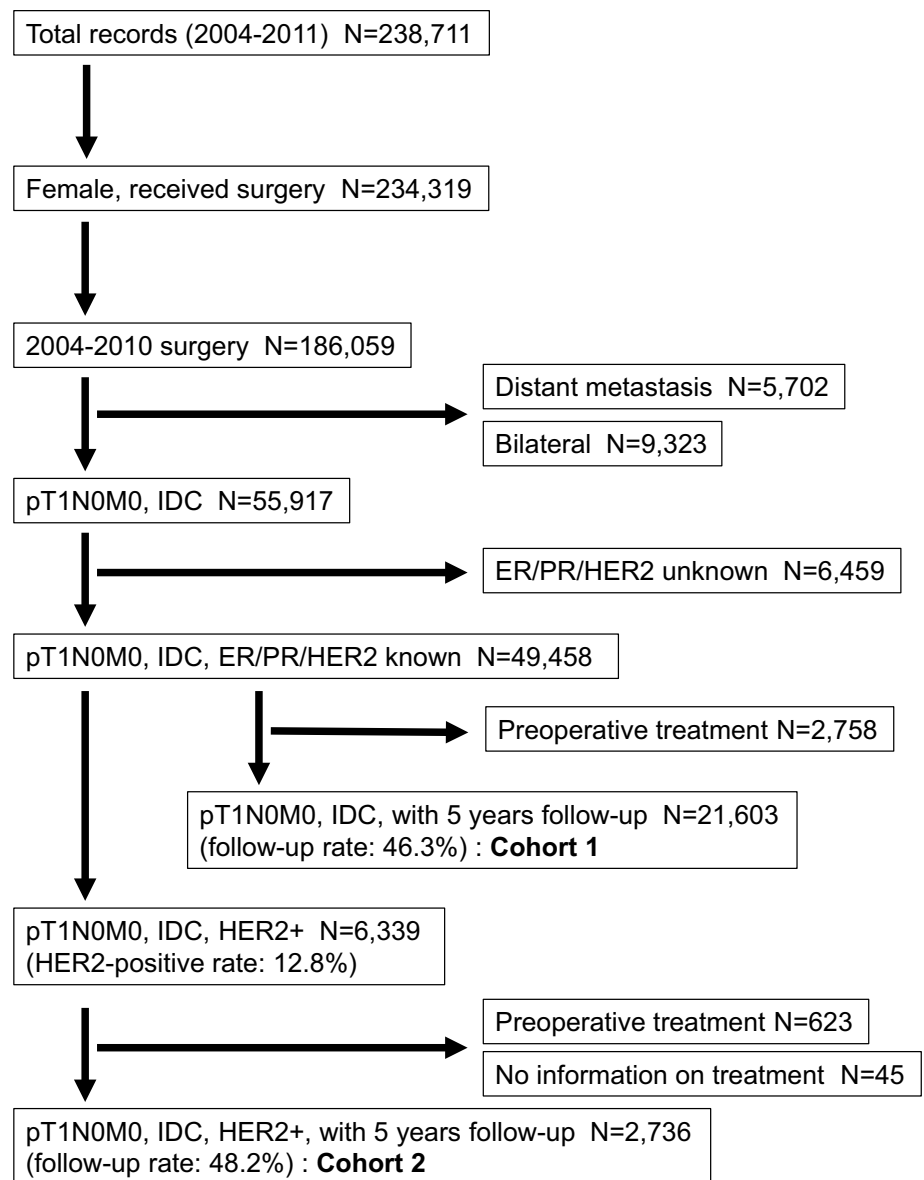 Total records (2004-2011)  N=238,711
Female, received surgery  N=234,319
2004-2010 surgery  N=186,059
Distant metastasis  N=5,702
Bilateral  N=9,323
pT1N0M0, IDC  N=55,917
ER/PR/HER2 unknown  N=6,459
pT1N0M0, IDC, ER/PR/HER2 known  N=49,458
Preoperative treatment N=2,758
pT1N0M0, IDC, with 5 years follow-up  N=21,603
(follow-up rate: 46.3%) : Cohort 1
pT1N0M0, IDC, HER2+  N=6,339
(HER2-positive rate: 12.8%)
Preoperative treatment N=623
No information on treatment  N=45
pT1N0M0, IDC, HER2+, with 5 years follow-up  N=2,736
(follow-up rate: 48.2%) : Cohort 2